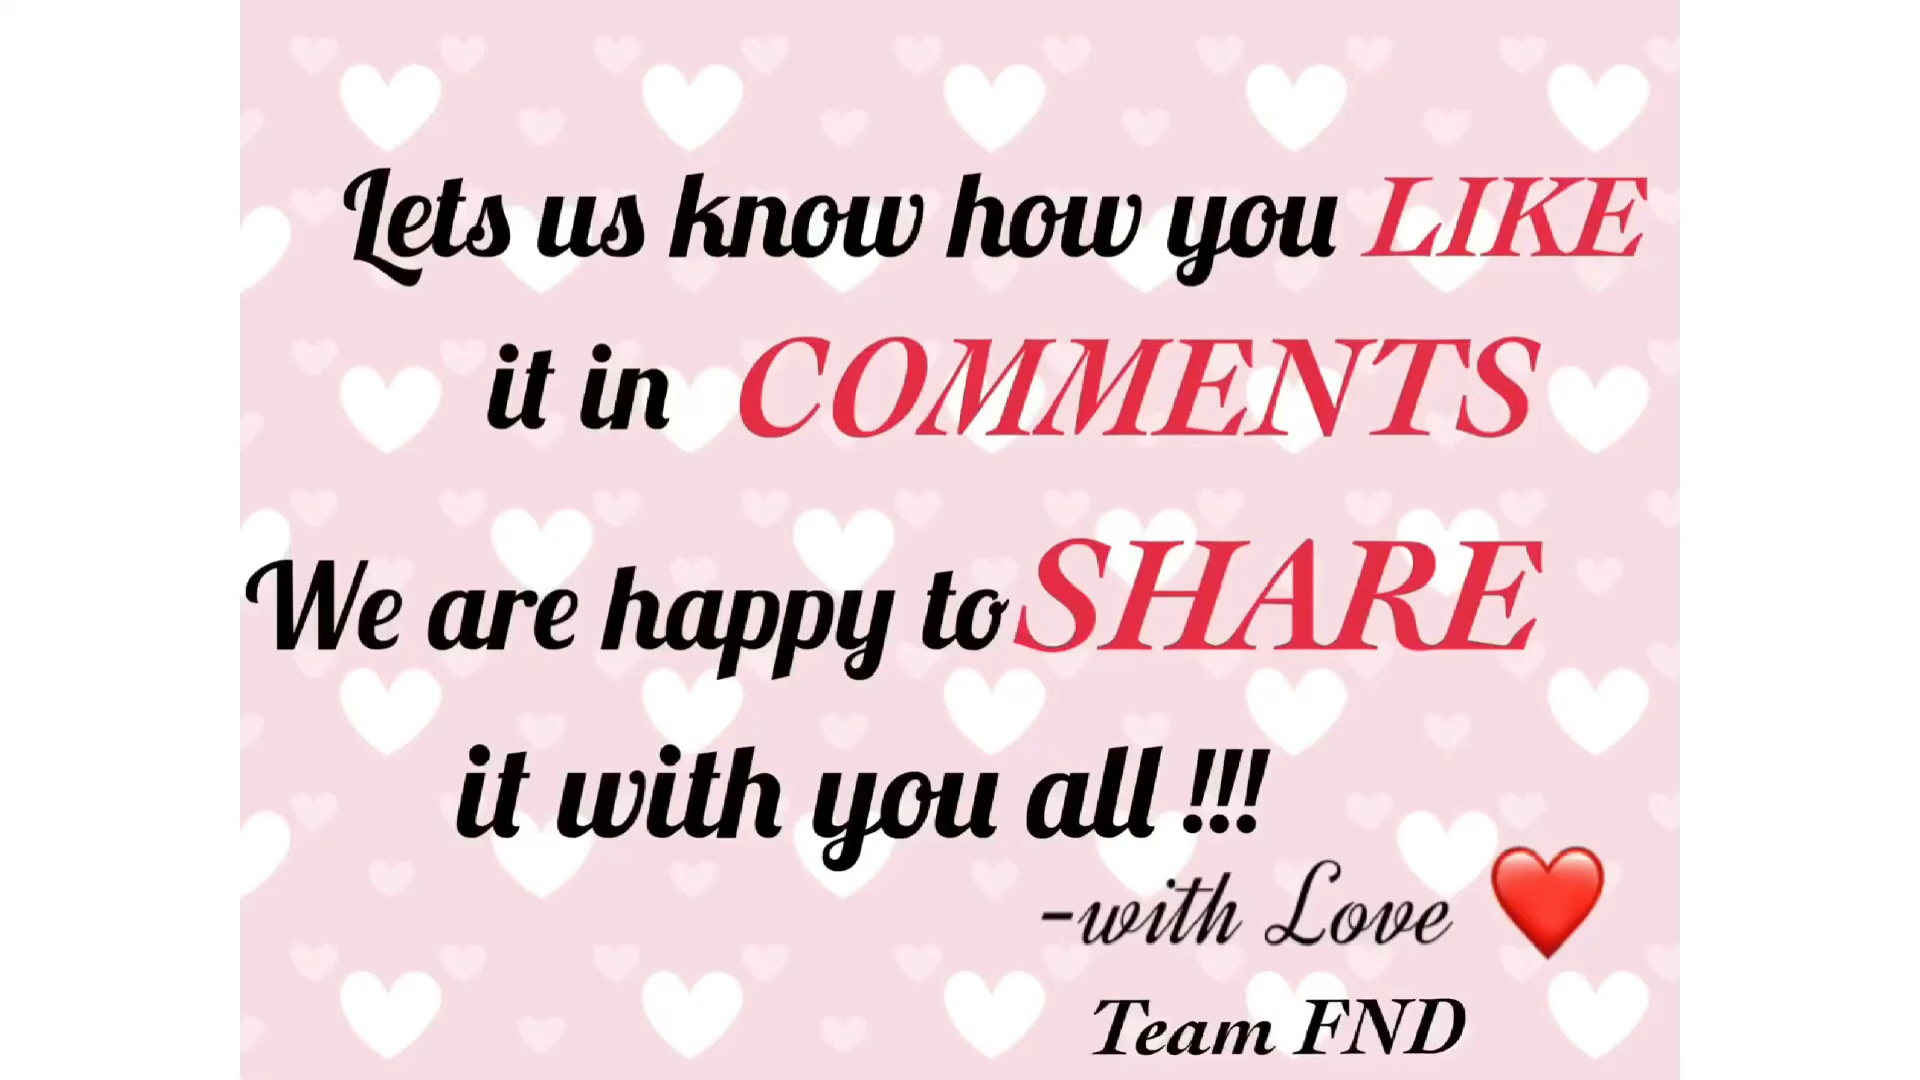 Lets us know how you LIKE
it in COMMENTS
We are happy to SHARE
it with you all !!!
-with Love ❤️
Team FND